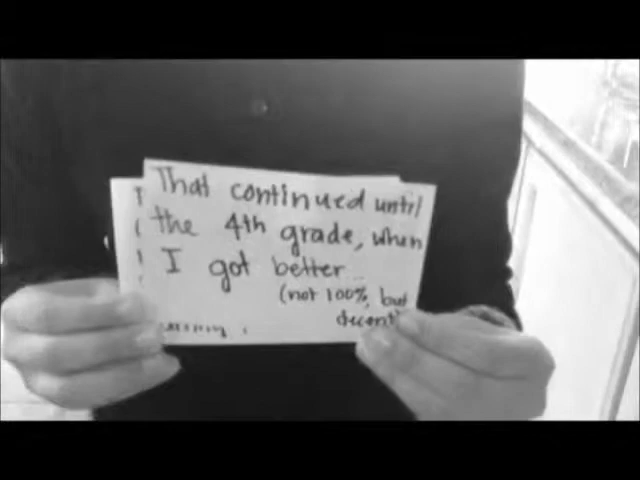 That continued until
the 4th grade, when
I got better...
(not 100%, but
decent)